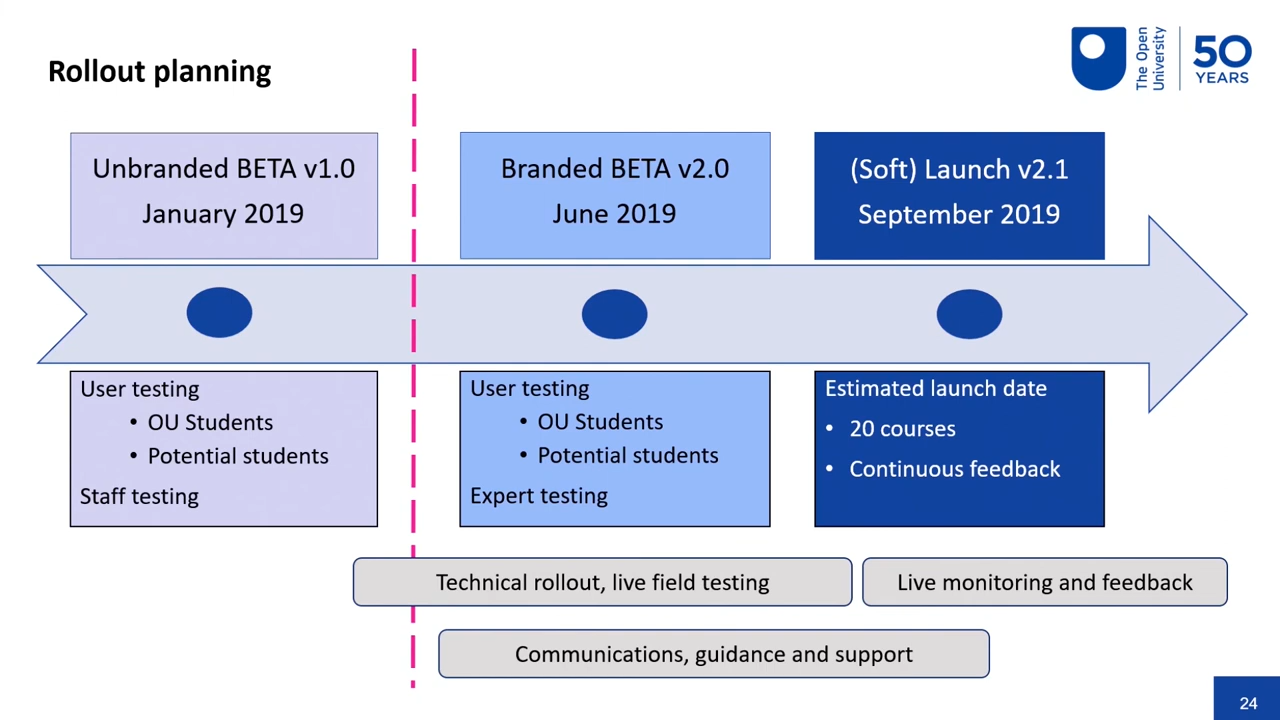 Rollout planning
The Open
University
50
YEARS
Unbranded BETA v1.0
January 2019
Branded BETA v2.0
June 2019
(Soft) Launch v2.1
September 2019
User testing
• OU Students
• Potential students
Staff testing
User testing
• OU Students
• Potential students
Expert testing
Estimated launch date
• 20 courses
• Continuous feedback
Technical rollout, live field testing
Live monitoring and feedback
Communications, guidance and support
24